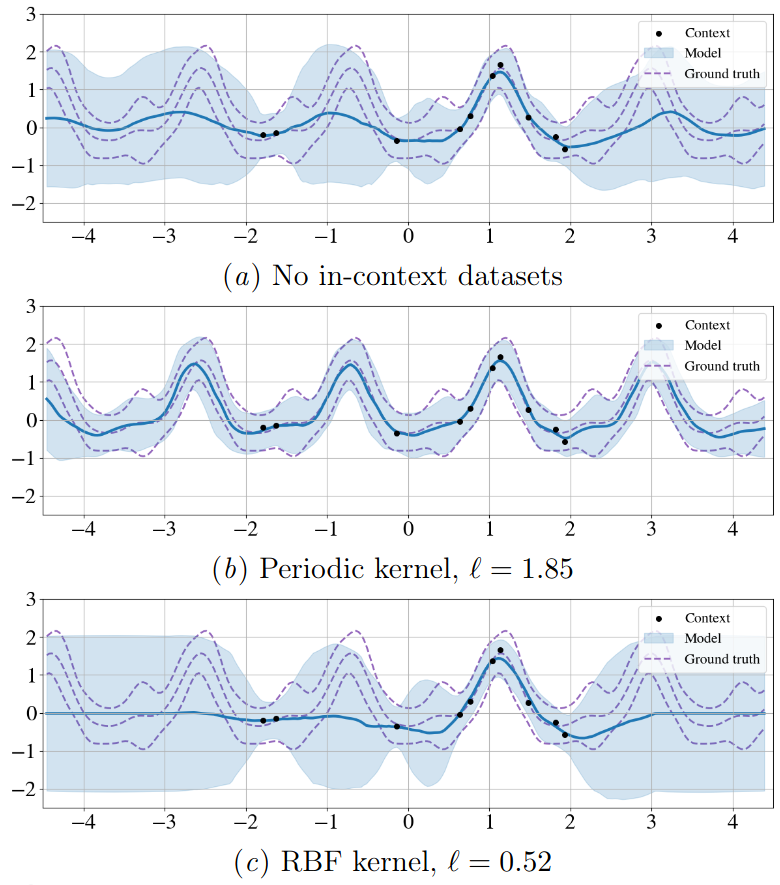 3
2
1
0
−1
−2
Context
Model
Ground truth
−4 −3 −2 −1 0 1 2 3 4
(a) No in-context datasets
3
2
1
0
−1
−2
Context
Model
Ground truth
−4 −3 −2 −1 0 1 2 3 4
(b) Periodic kernel, ℓ = 1.85
3
2
1
0
−1
−2
Context
Model
Ground truth
−4 −3 −2 −1 0 1 2 3 4
(c) RBF kernel, ℓ = 0.52